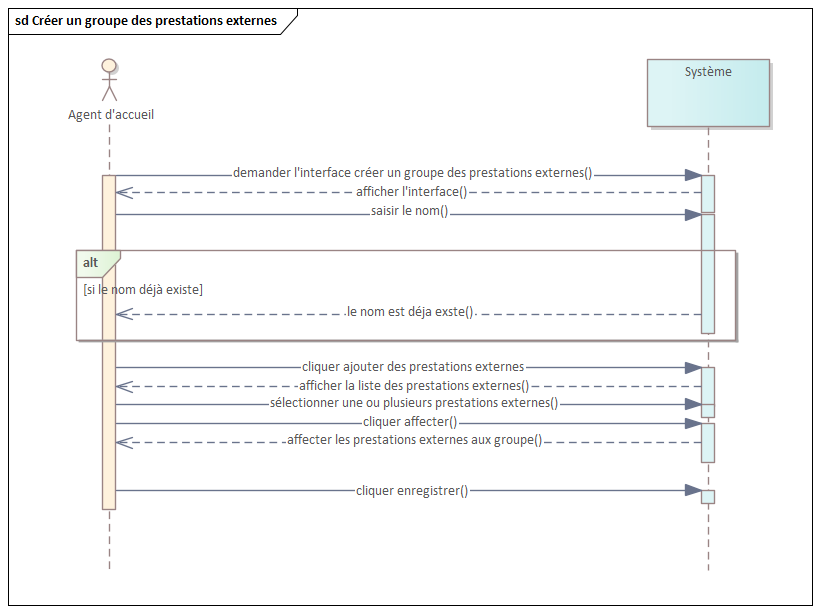 sd Créer un groupe des prestations externes
Agent d'accueil
Système
demander l'interface créer un groupe des prestations externes()
afficher l'interface()
saisir le nom()
alt
[si le nom déjà existe]
le nom est déja exste()
cliquer ajouter des prestations externes
afficher la liste des prestations externes()
sélectionner une ou plusieurs prestations externes()
cliquer affecter()
affecter les prestations externes aux groupe()
cliquer enregistrer()